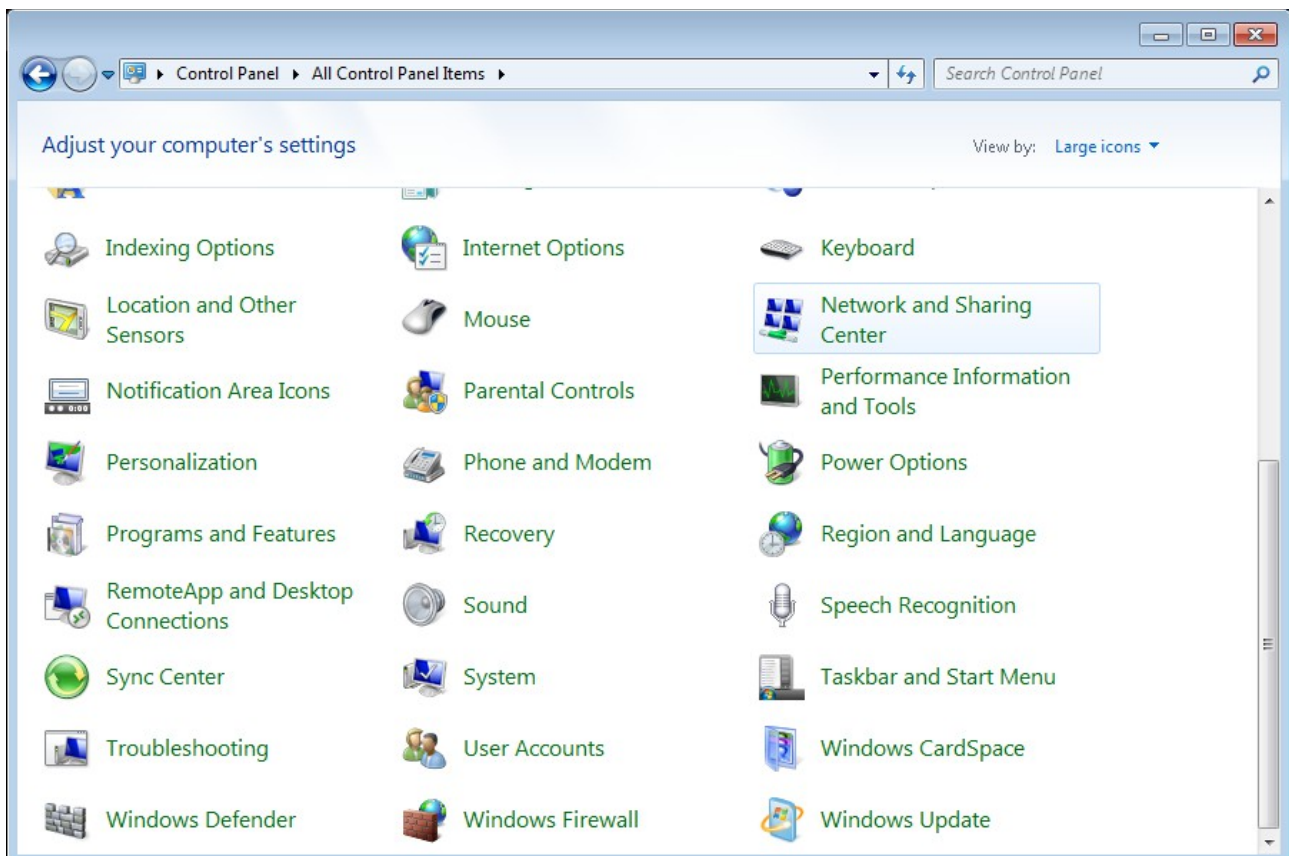 Control Panel ▸ All Control Panel Items ▸
Search Control Panel
Adjust your computer's settings
View by: Large icons
Indexing Options
Internet Options
Keyboard
Location and Other
Sensors
Mouse
Network and Sharing
Center
Notification Area Icons
Parental Controls
Performance Information
and Tools
Personalization
Phone and Modem
Power Options
Programs and Features
Recovery
Region and Language
RemoteApp and Desktop
Connections
Sound
Speech Recognition
Sync Center
System
Taskbar and Start Menu
Troubleshooting
User Accounts
Windows CardSpace
Windows Defender
Windows Firewall
Windows Update